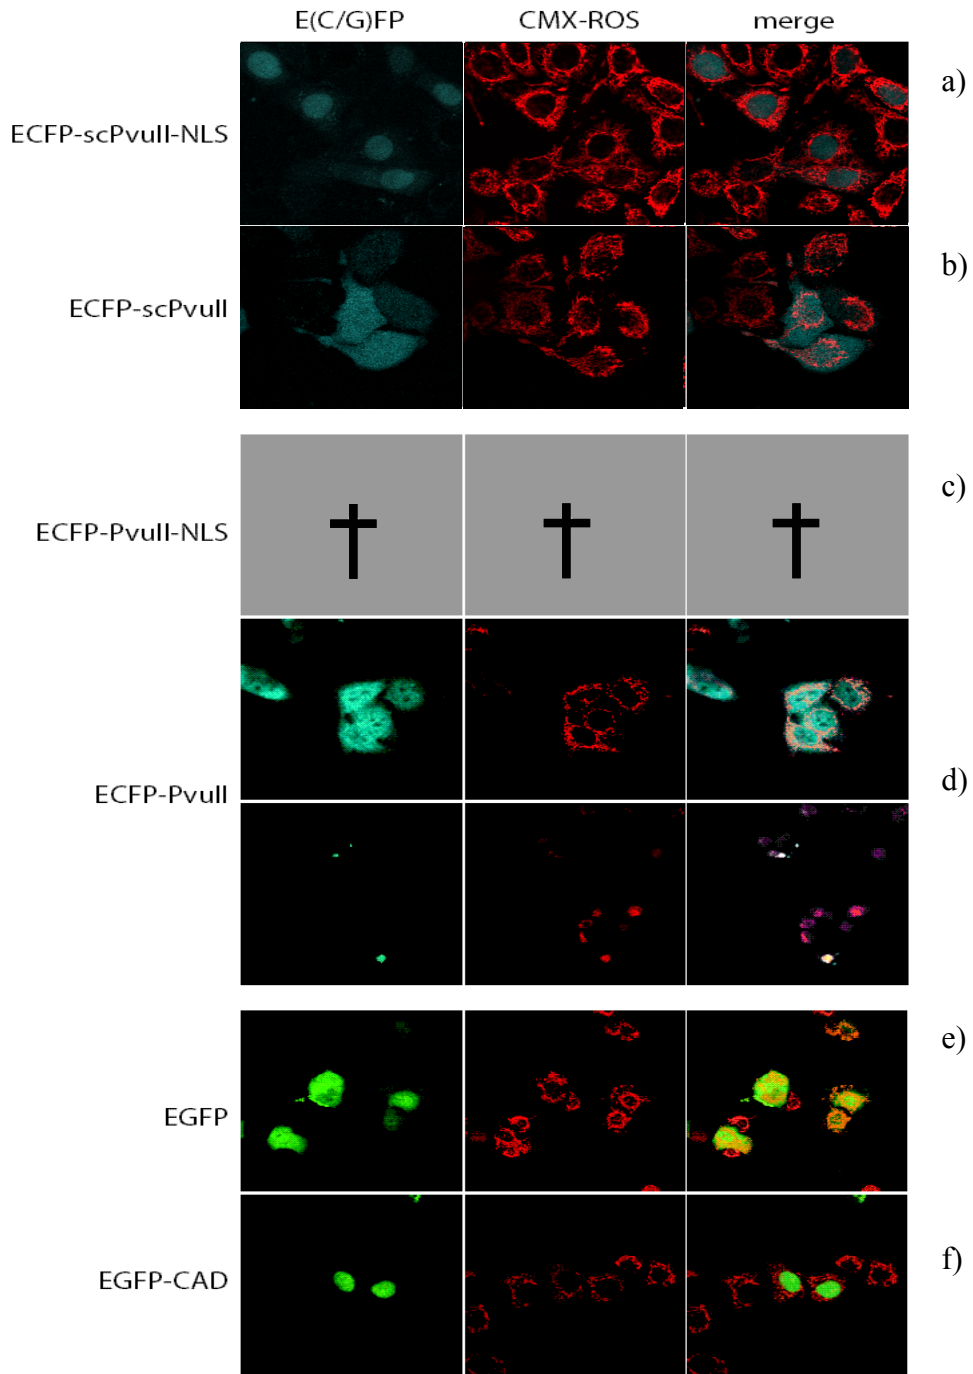 E(C/G)FP CMX-ROS merge
ECFP-scPvuII-NLS a)
ECFP-scPvuII b)
ECFP-PvuII-NLS c)
ECFP-PvuII d)
EGFP e)
EGFP-CAD f)